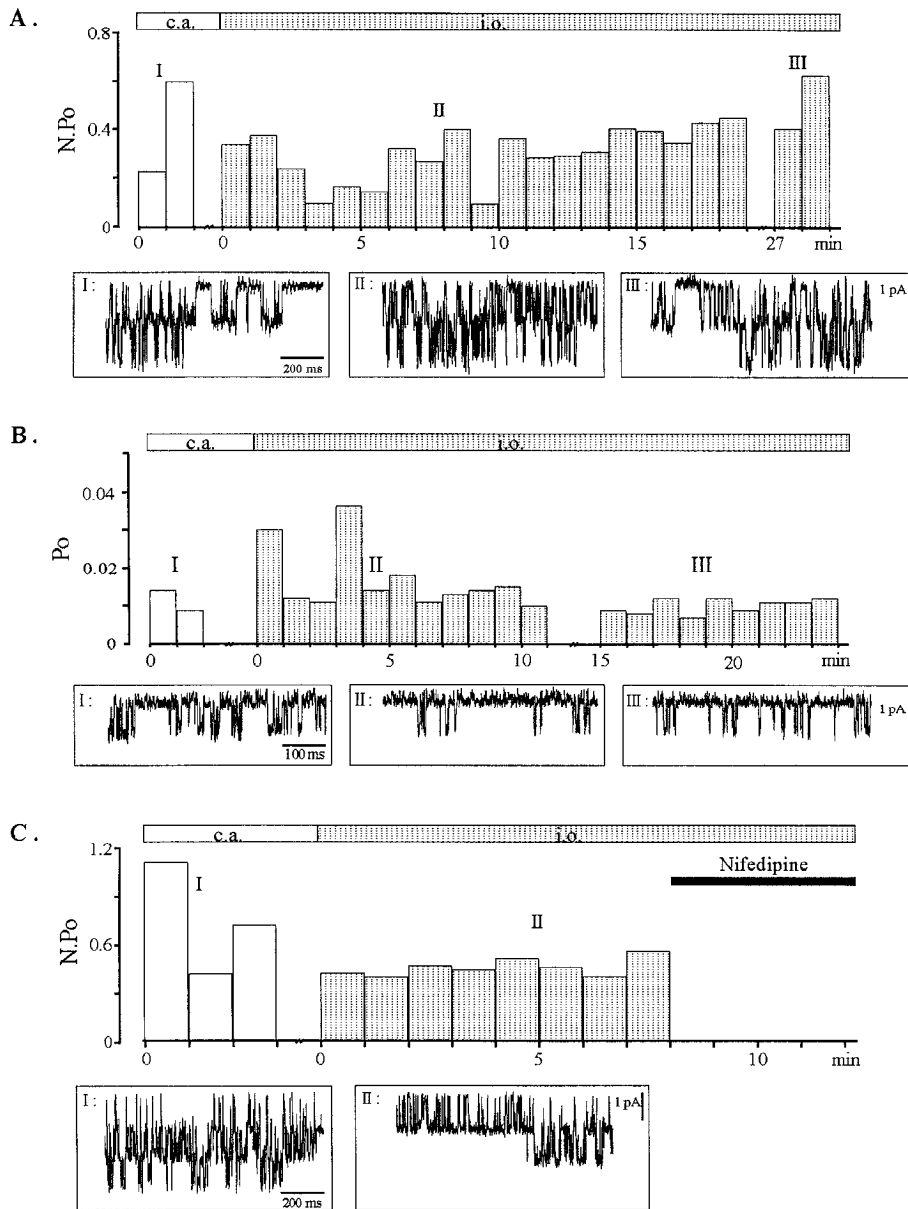 A.
c.a. i.o.
0.8
I II III
N.Po
0.4
0
0 0 5 10 15 27 min
I : II : III : 1 pA
200 ms
B.
c.a. i.o.
0.04
Po
I II III
0.02
0
0 0 5 10 15 20 min
I : II : III : 1 pA
100 ms
C.
c.a. i.o.
1.2
Nifedipine
I II
N.Po
0.6
0
0 0 5 10 min
I : II : 1 pA
200 ms